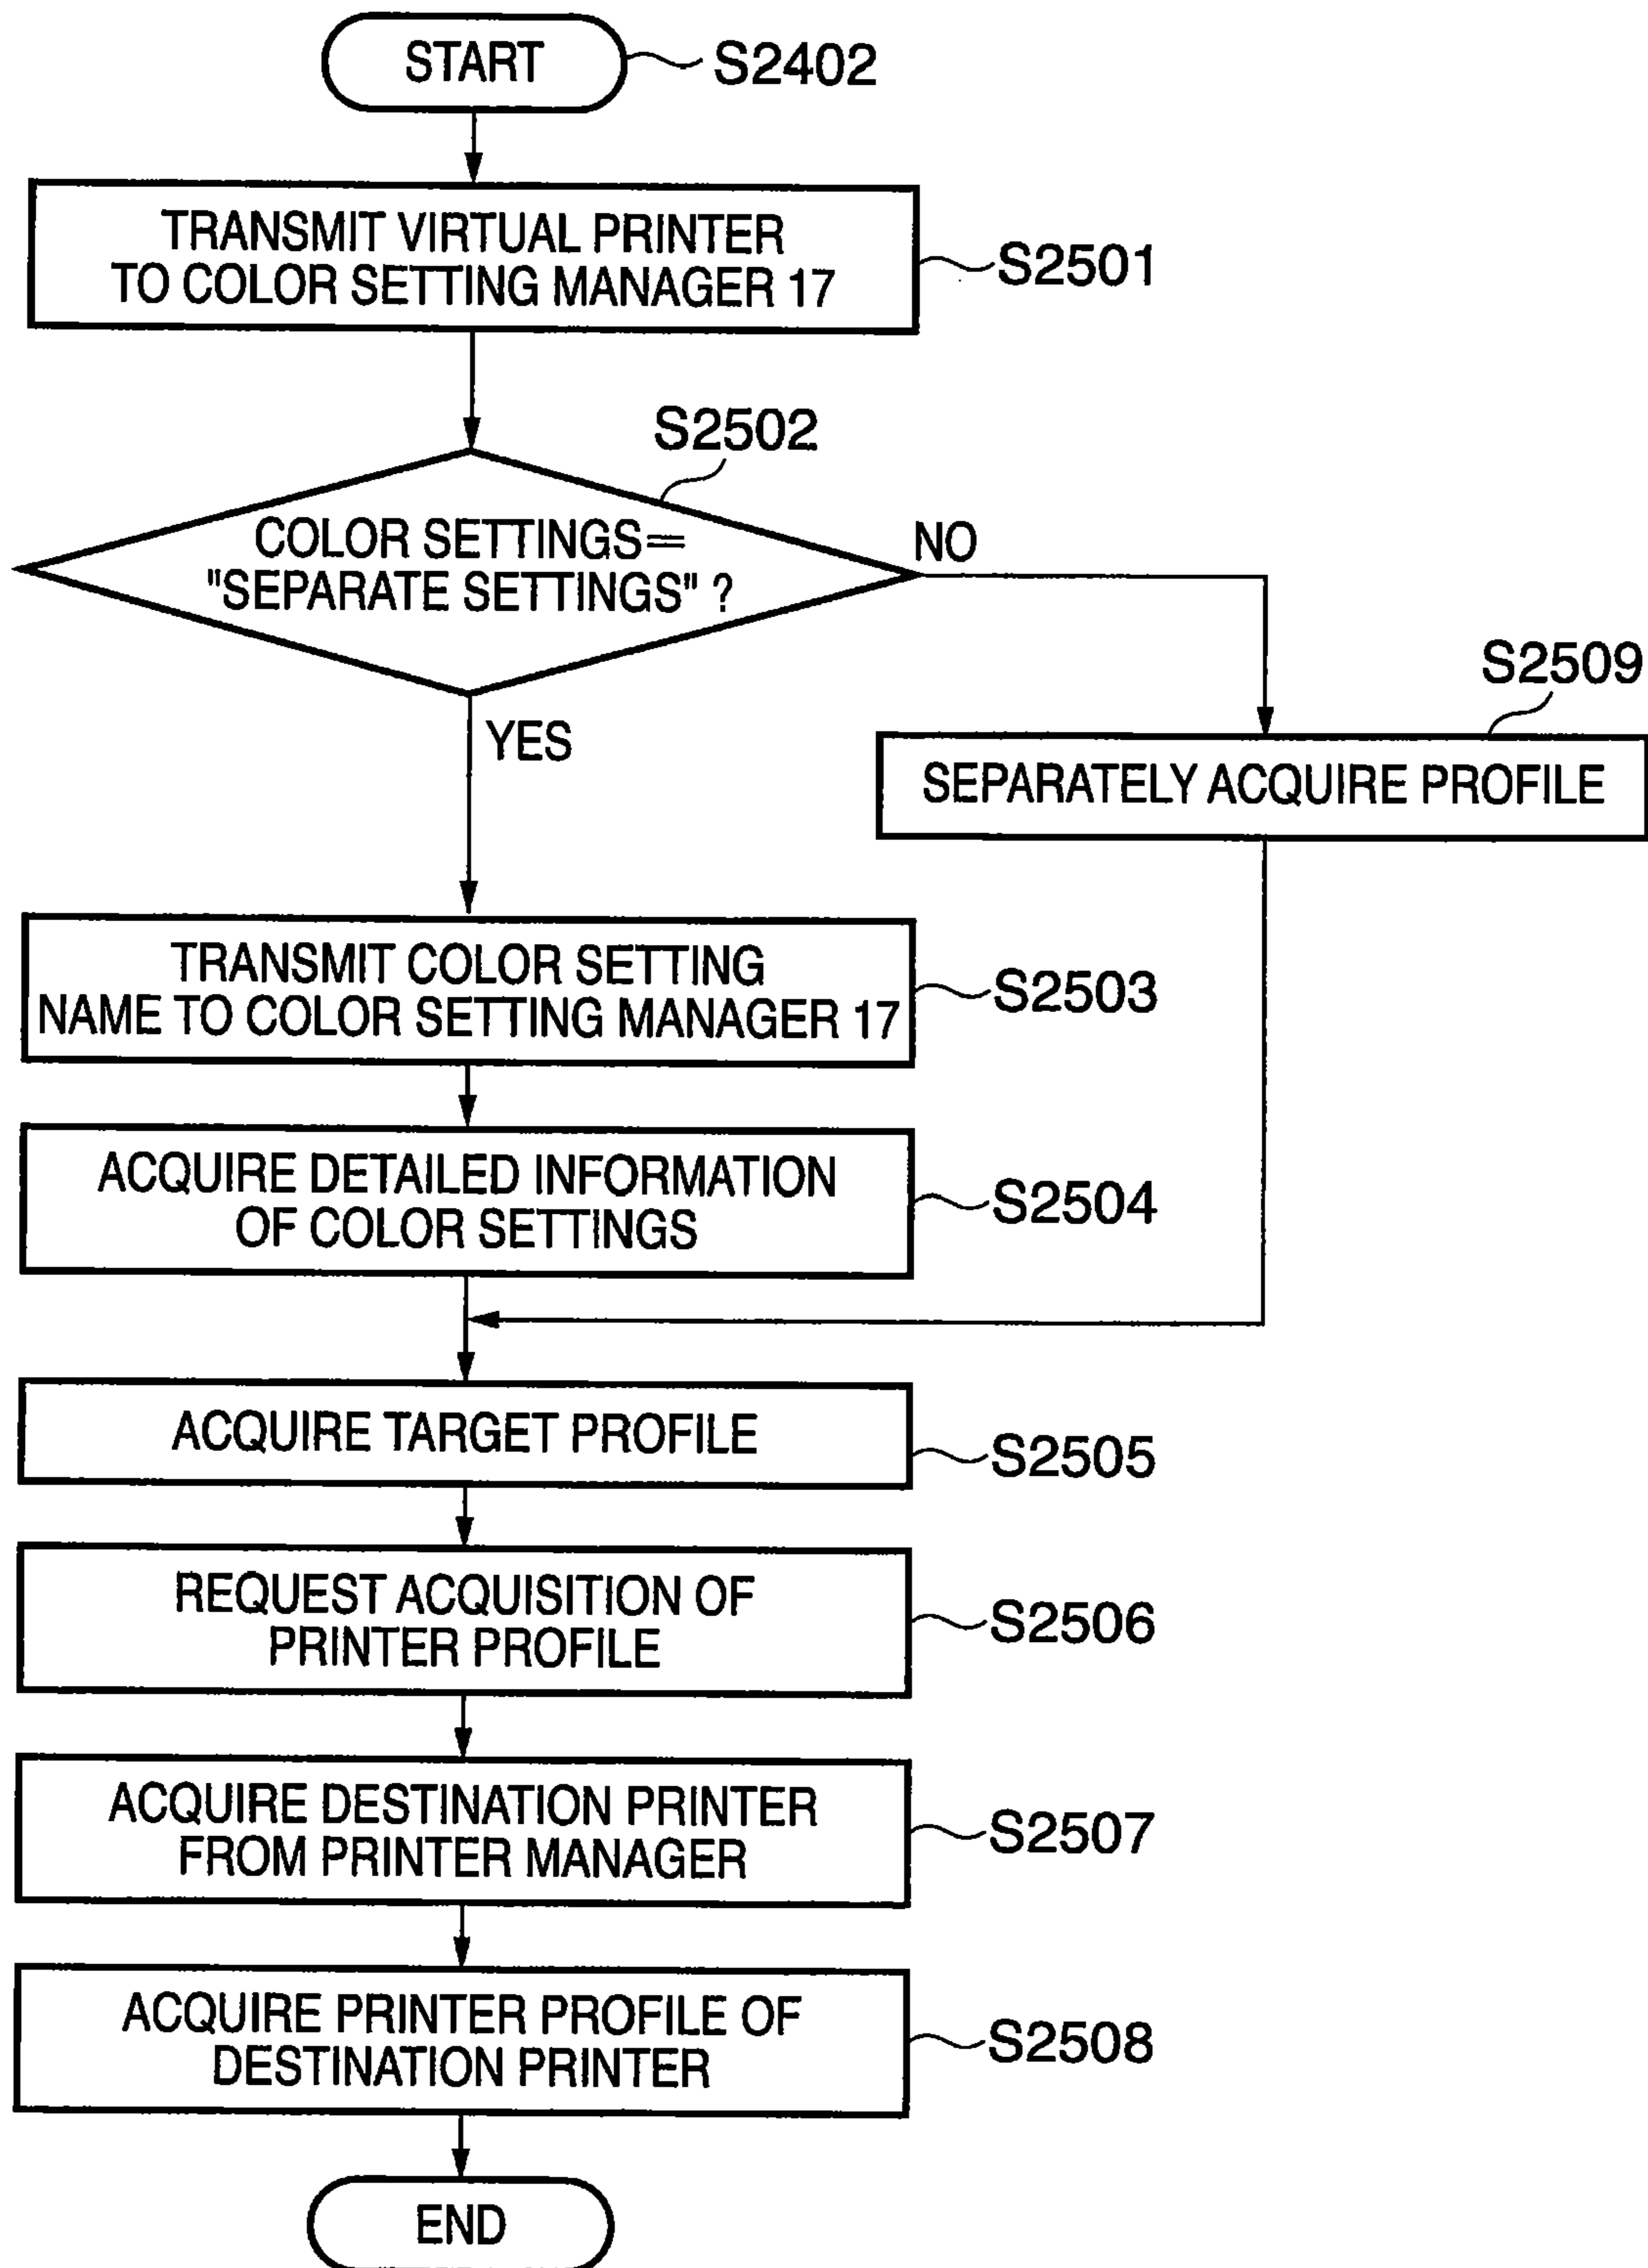 START
S2402
TRANSMIT VIRTUAL PRINTER
TO COLOR SETTING MANAGER 17
S2501
S2502
COLOR SETTINGS==
"SEPARATE SETTINGS" ?
NO
YES
S2509
SEPARATELY ACQUIRE PROFILE
TRANSMIT COLOR SETTING
NAME TO COLOR SETTING MANAGER 17
S2503
ACQUIRE DETAILED INFORMATION
OF COLOR SETTINGS
S2504
ACQUIRE TARGET PROFILE
S2505
REQUEST ACQUISITION OF
PRINTER PROFILE
S2506
ACQUIRE DESTINATION PRINTER
FROM PRINTER MANAGER
S2507
ACQUIRE PRINTER PROFILE OF
DESTINATION PRINTER
S2508
END